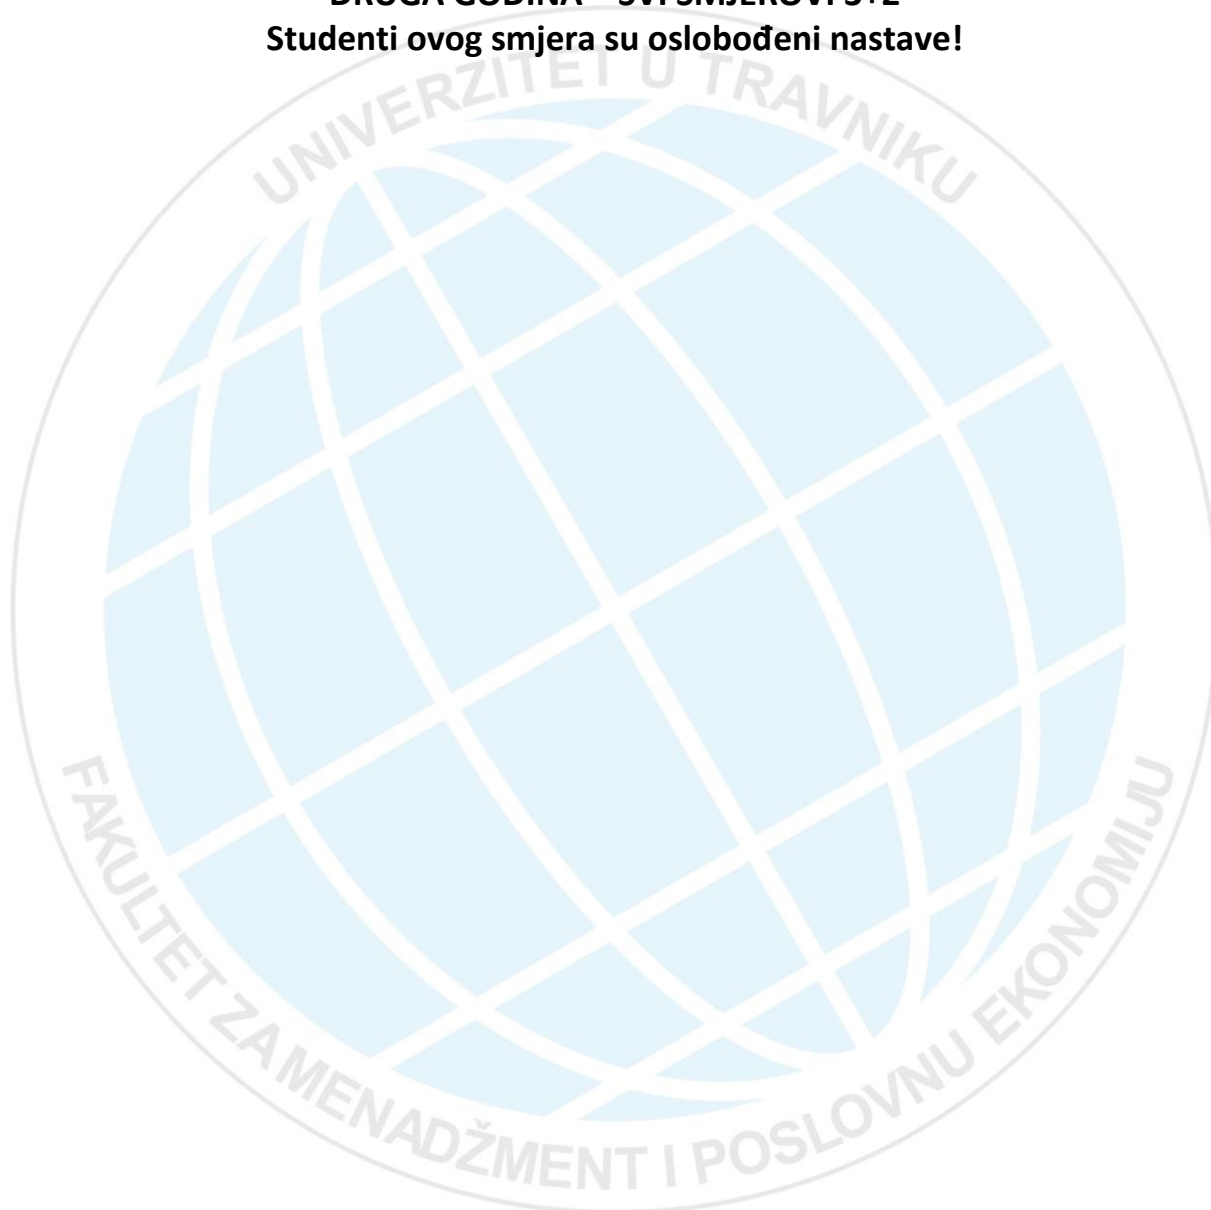 DRUGA GODINA – SVI SMJEROVI 3+2
Studenti ovog smjera su oslobođeni nastave!
UNIVERZITET U TRAVNIKU
FAKULTET ZA MENADŽMENT I POSLOVNU EKONOMIJU